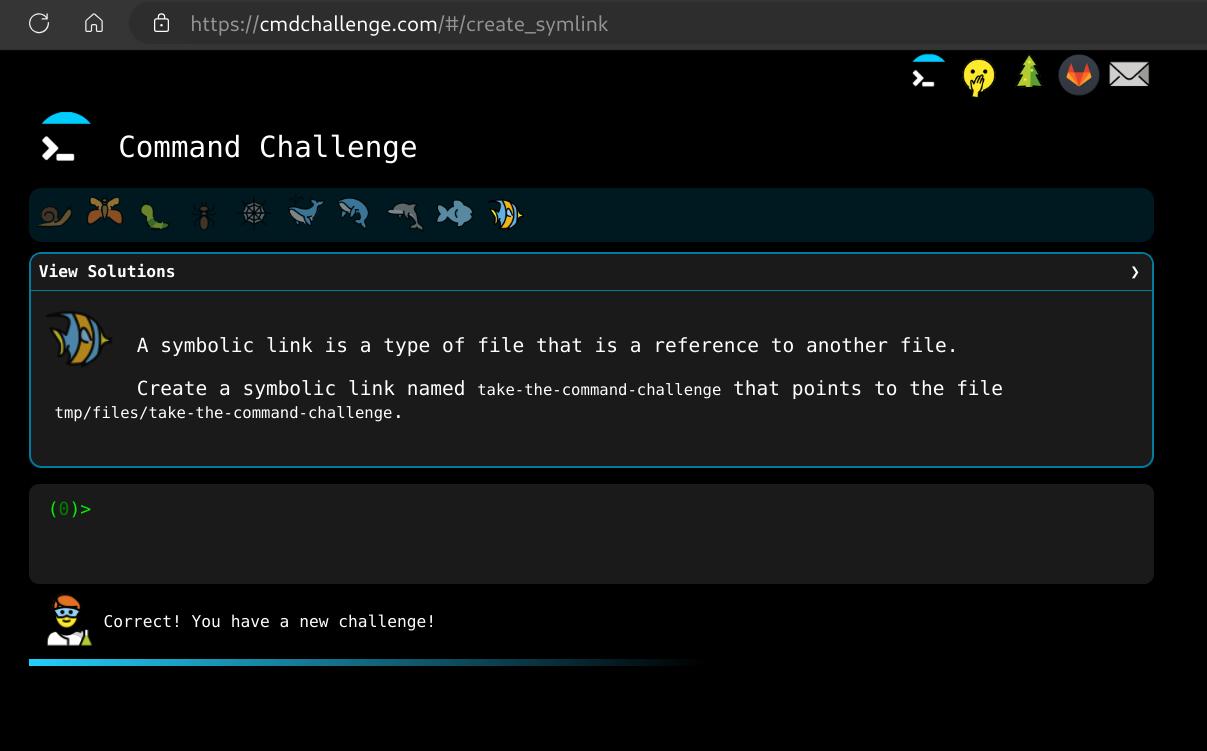 https://cmdchallenge.com/#/create_symlink
Command Challenge
View Solutions ❯
A symbolic link is a type of file that is a reference to another file.
Create a symbolic link named take-the-command-challenge that points to the file
tmp/files/take-the-command-challenge.
(0)>
Correct! You have a new challenge!